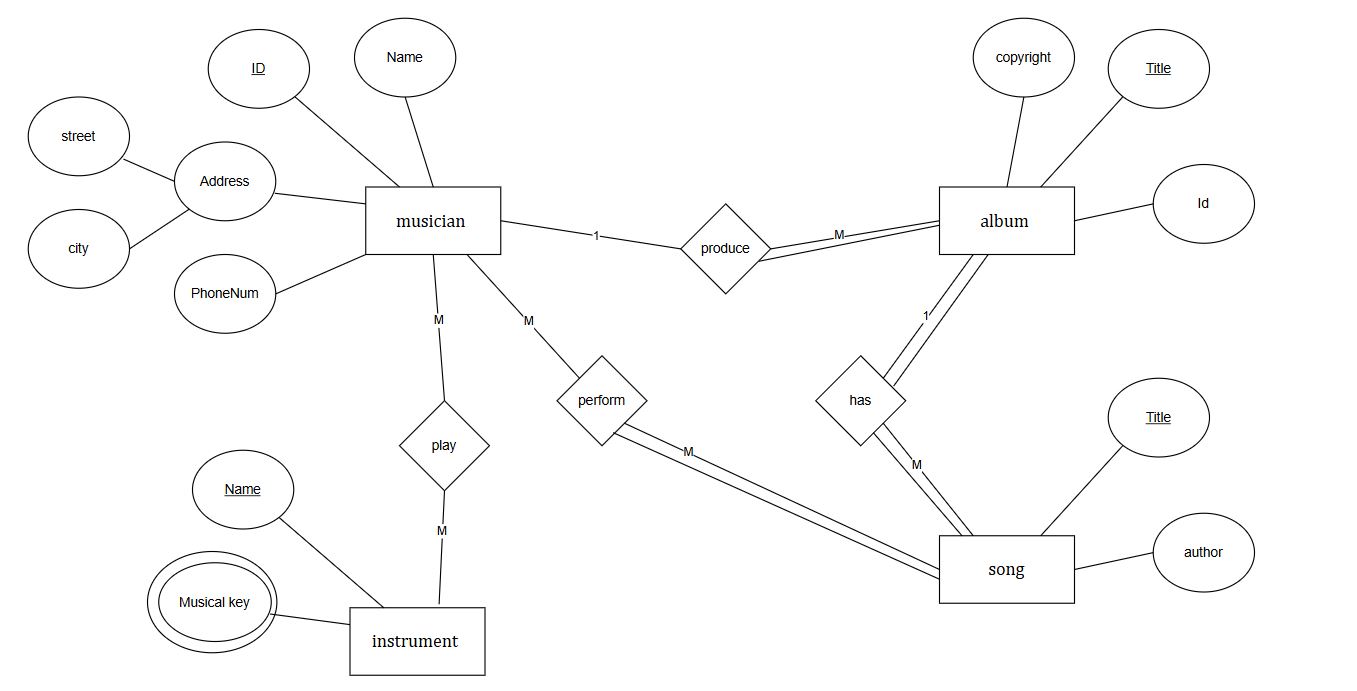 copyright
Name
ID
Title
street
Address
Id
musician
album
1
M
produce
city
PhoneNum
M
M
1
perform
has
Title
play
M
M
Name
M
author
song
Musical key
instrument